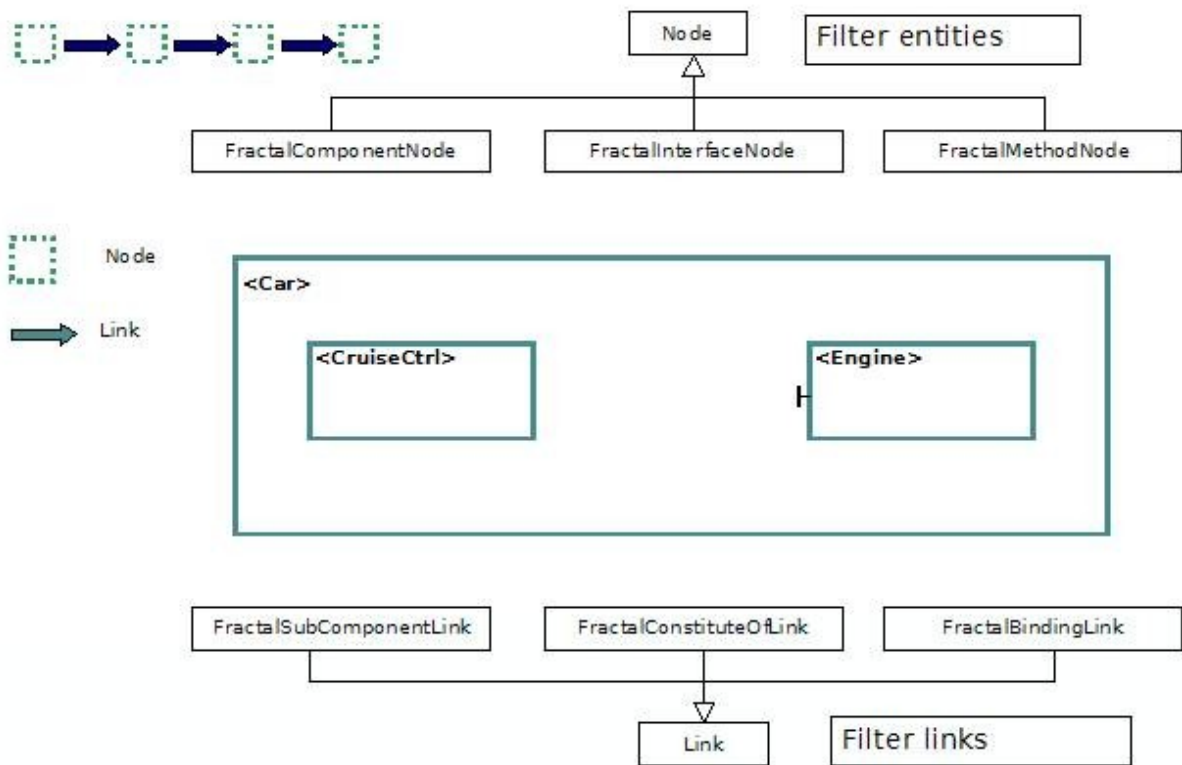 Node
Filter entities
FractalComponentNode
FractalInterfaceNode
FractalMethodNode
Node
Link
<Car>
<CruiseCtrl>
<Engine>
FractalSubComponentLink
FractalConstituteOfLink
FractalBindingLink
Link
Filter links